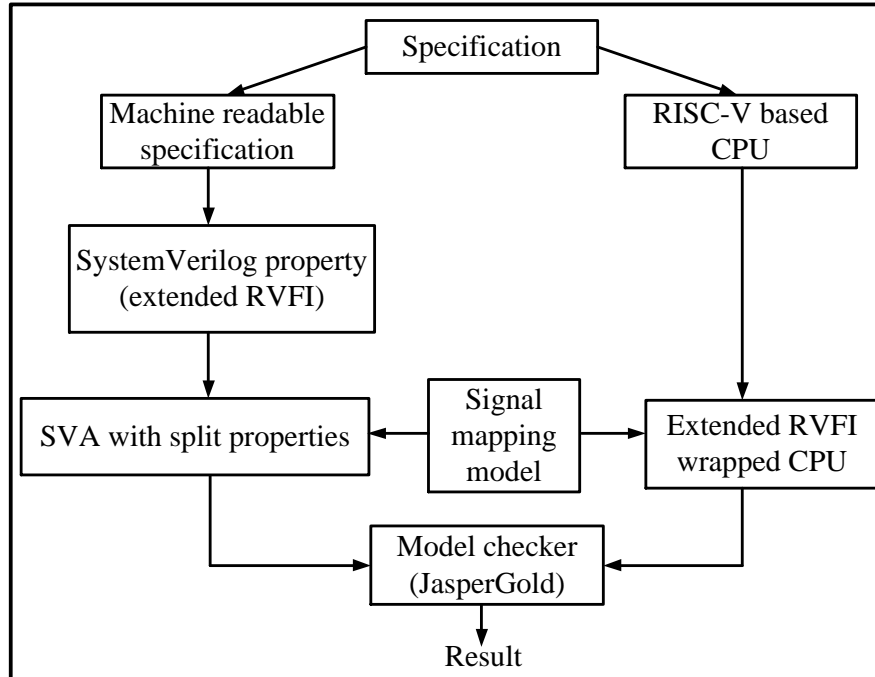 Specification
Machine readable
specification
RISC-V based
CPU
SystemVerilog property
(extended RVFI)
SVA with split properties
Signal
mapping
model
Extended RVFI
wrapped CPU
Model checker
(JasperGold)
Result